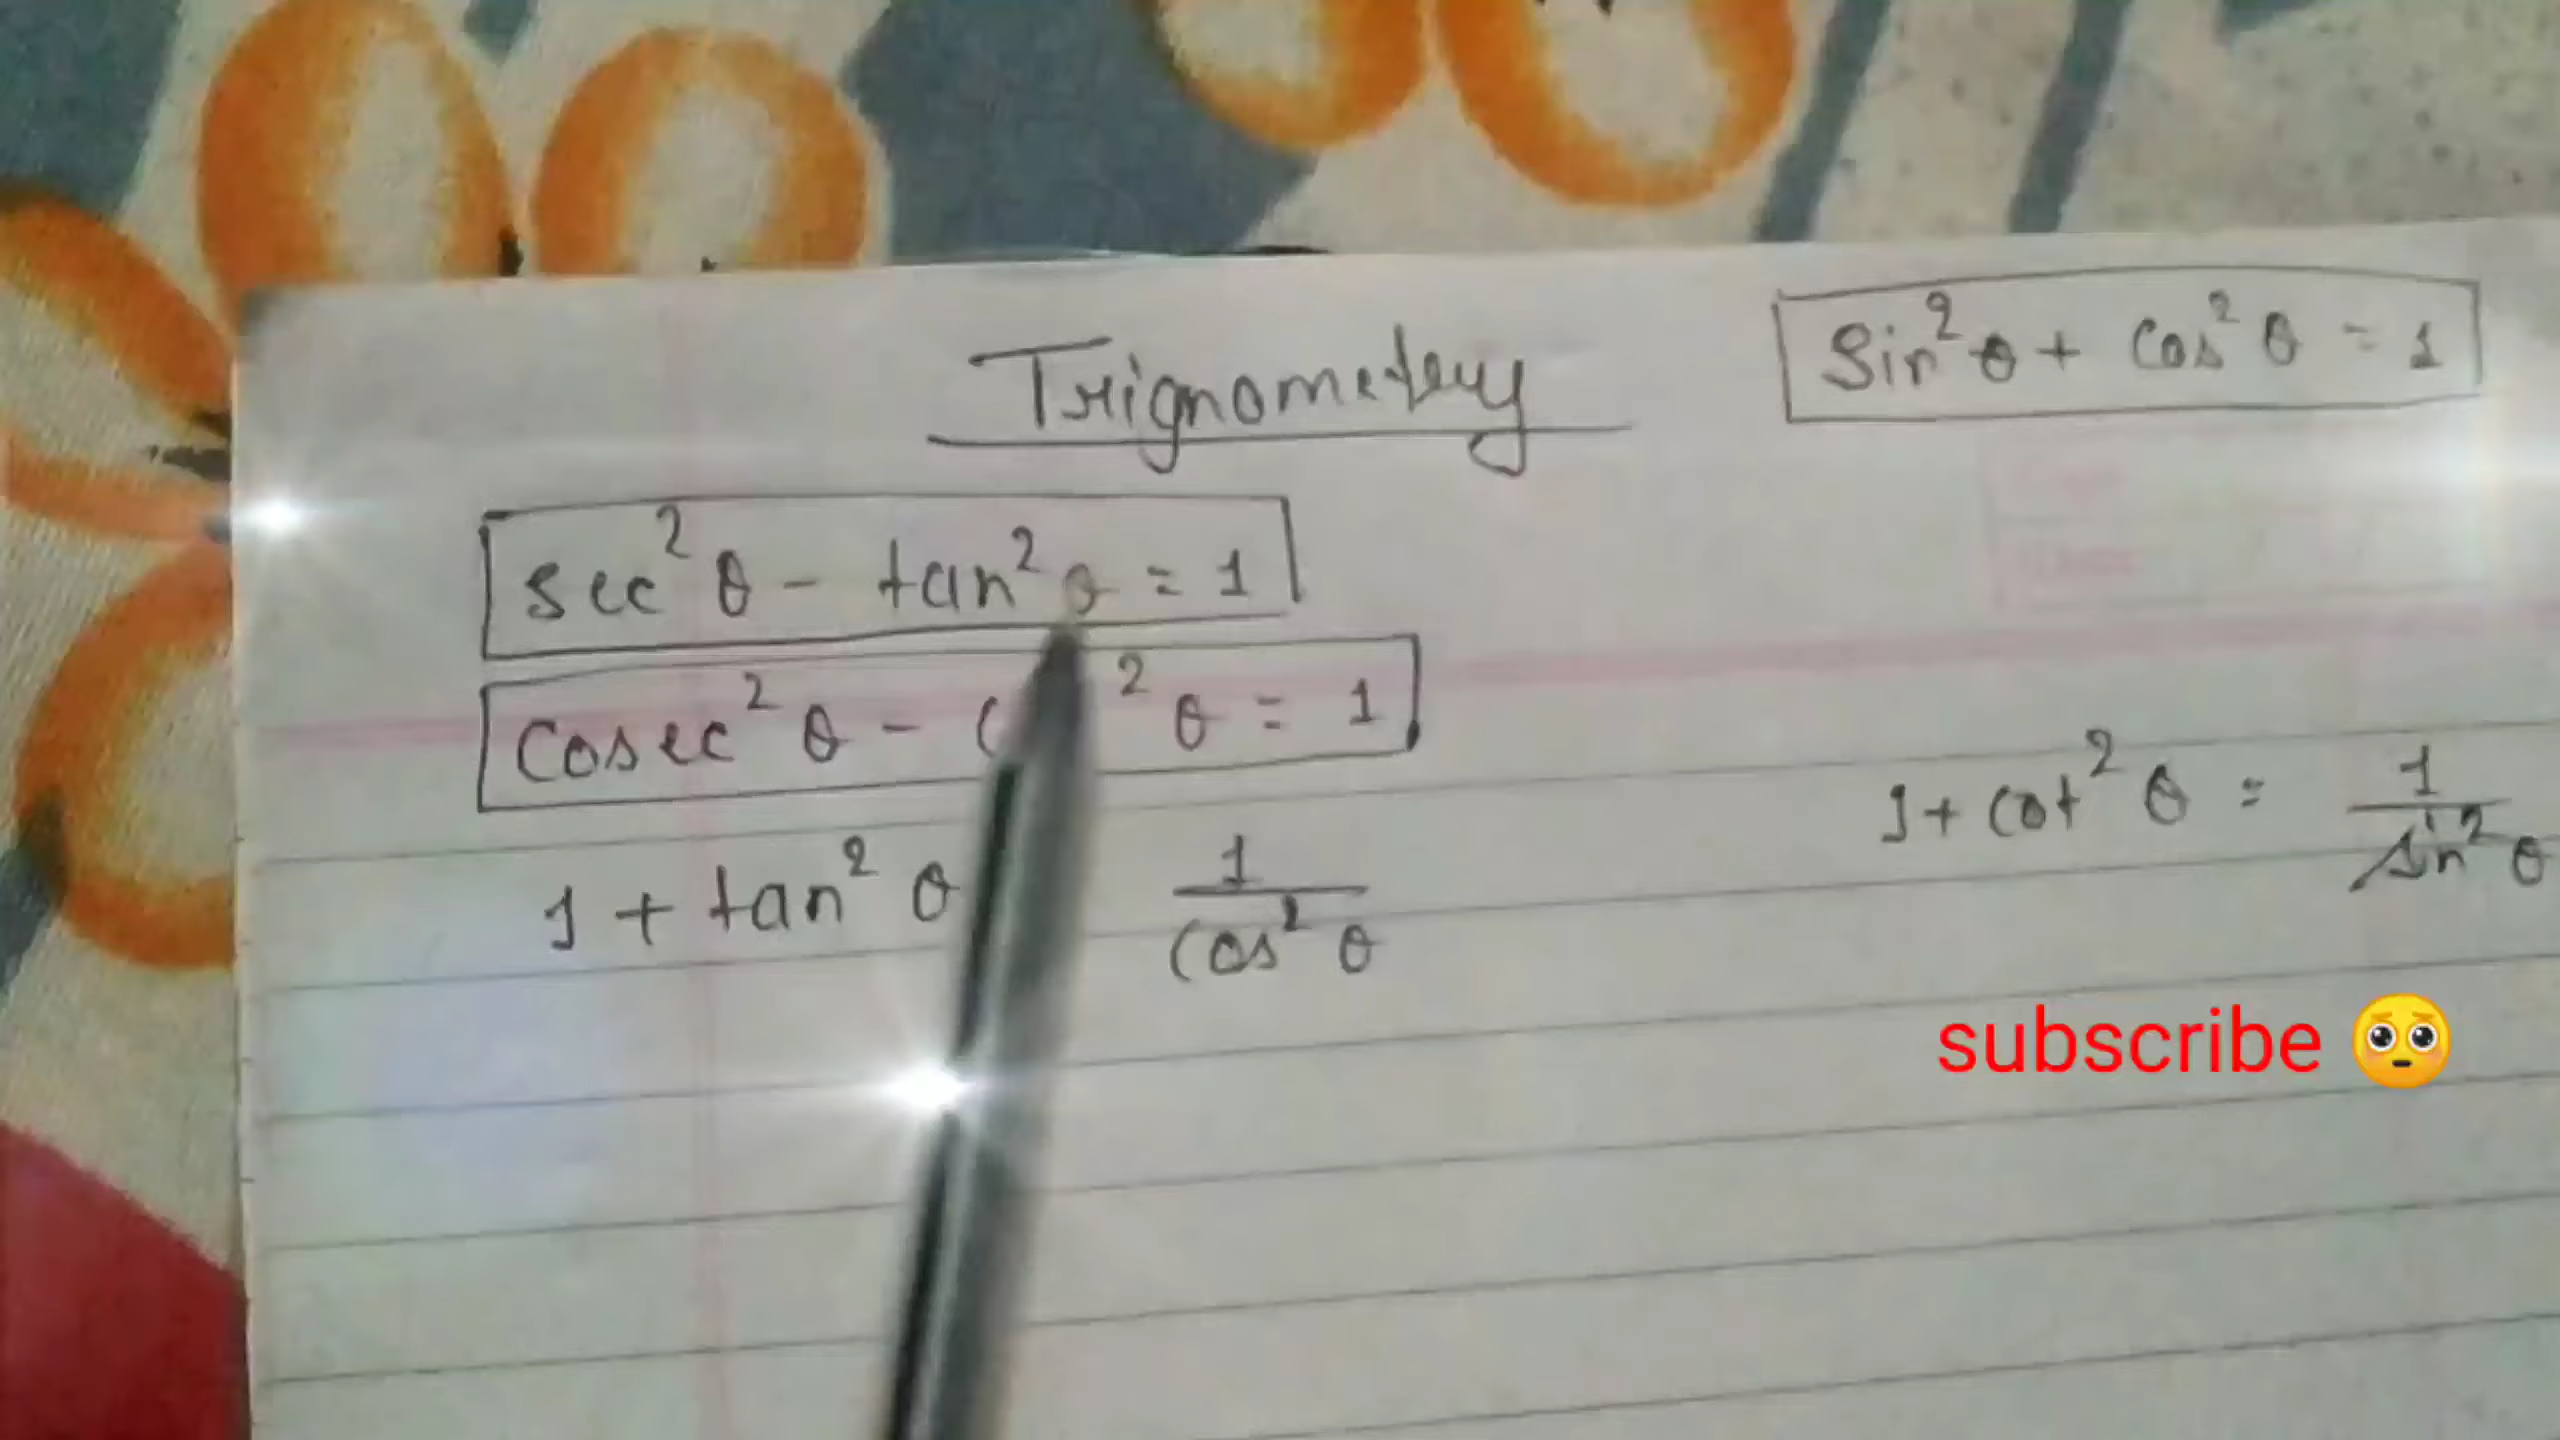 Trignometry
Sin²θ + Cos²θ = 1
sec²θ - tan²θ = 1
Cosec²θ - ²θ = 1
1 + tan²θ 1/Cos²θ
1 + cot²θ = 1/sin²θ
subscribe 🥺